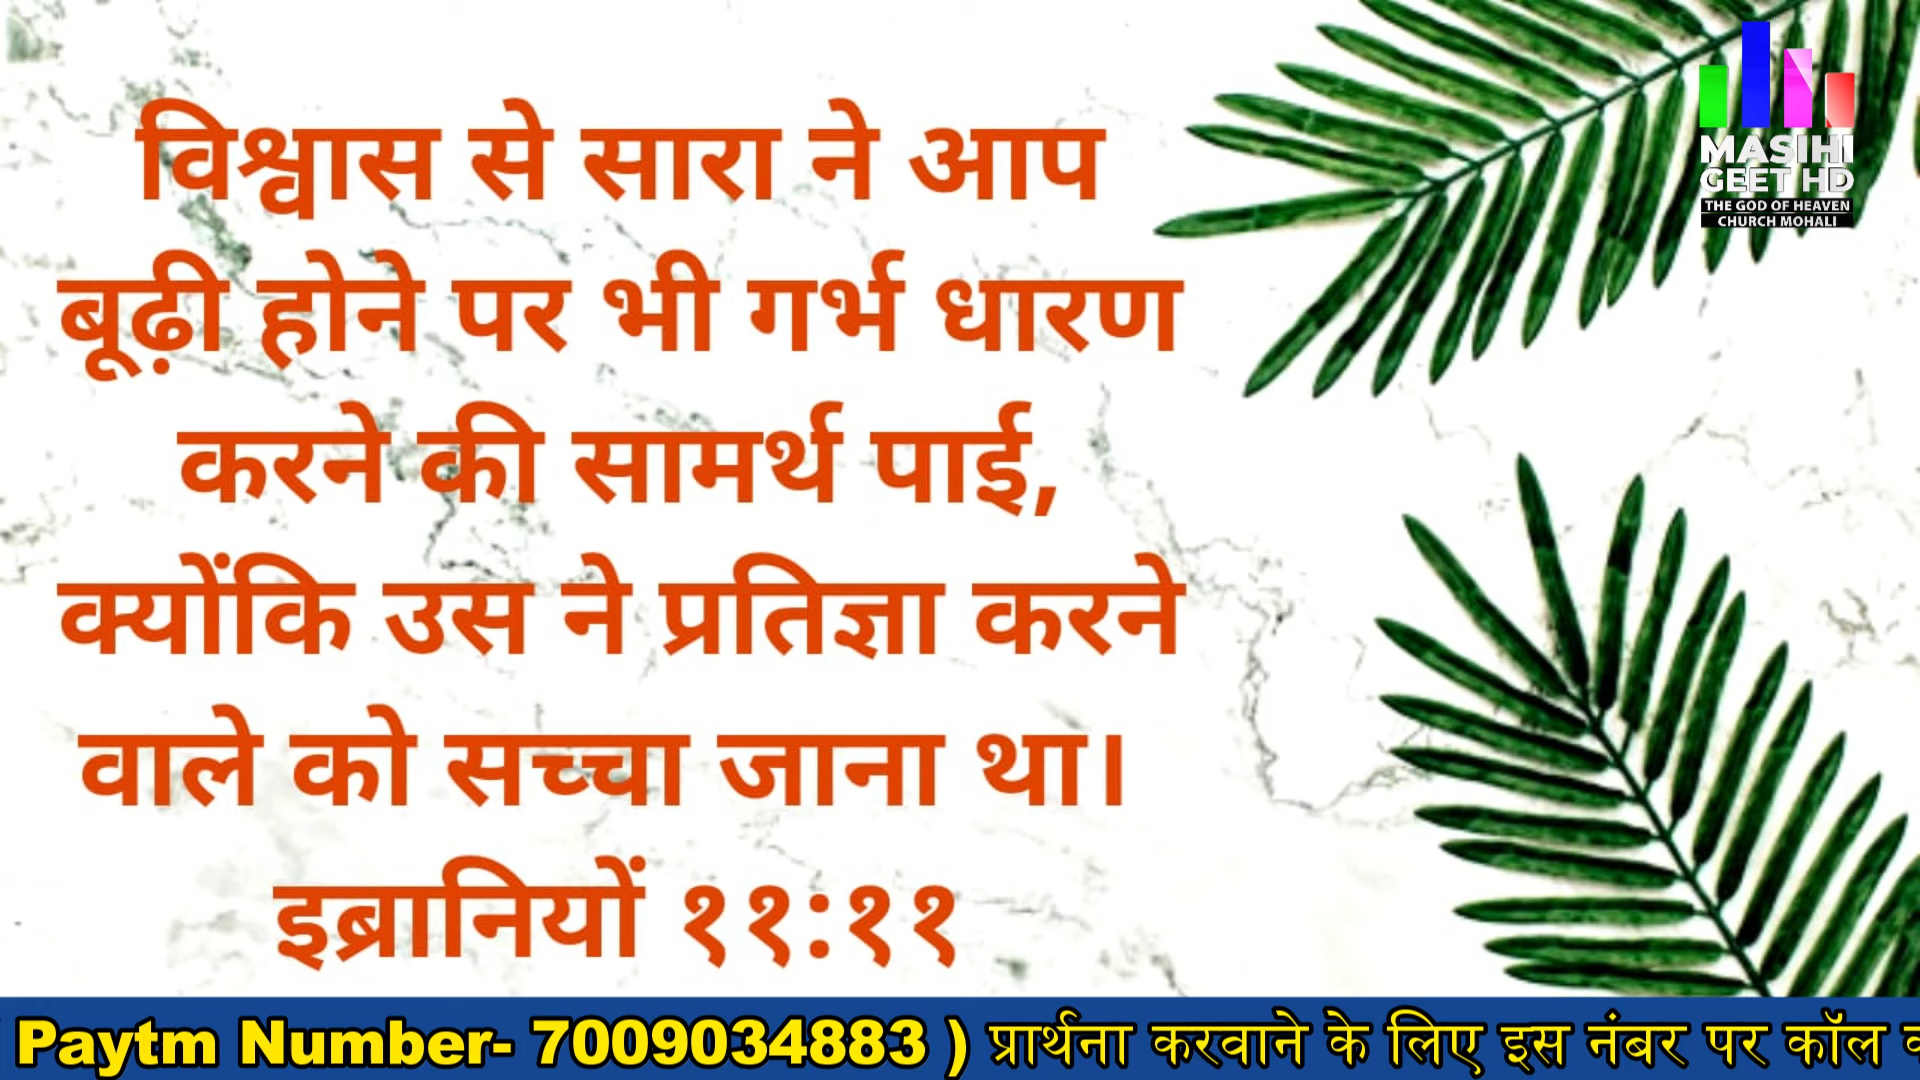 विश्वास से सारा ने आप
बूढ़ी होने पर भी गर्भ धारण
करने की सामर्थ पाई,
क्योंकि उस ने प्रतिज्ञा करने
वाले को सच्चा जाना था।
इब्रानियों ११:११
MASIHI
GEET HD
THE GOD OF HEAVEN
CHURCH MOHALI
Paytm Number- 7009034883 ) प्रार्थना करवाने के लिए इस नंबर पर कॉल